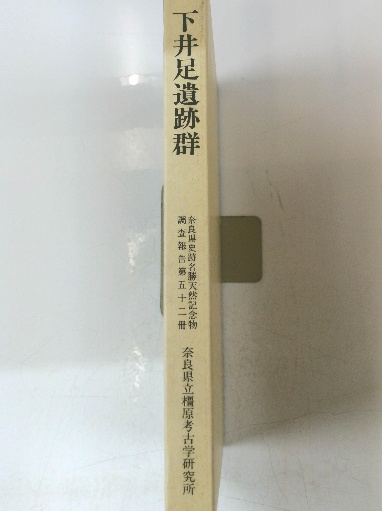 下井足遺跡群
奈良県史跡名勝天然記念物
調査報告第五十二冊
奈良県立橿原考古学研究所